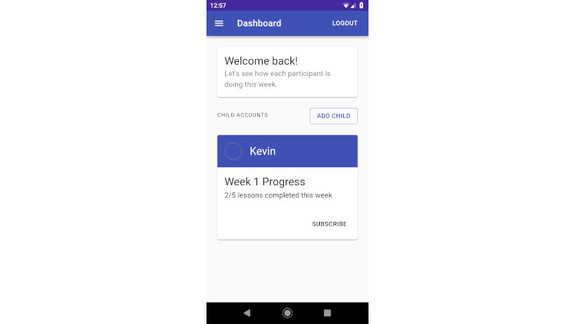 12:57
Dashboard
LOGOUT
Welcome back!
Let's see how each participant is
doing this week.
CHILD ACCOUNTS
ADD CHILD
Kevin
Week 1 Progress
2/5 lessons completed this week
SUBSCRIBE